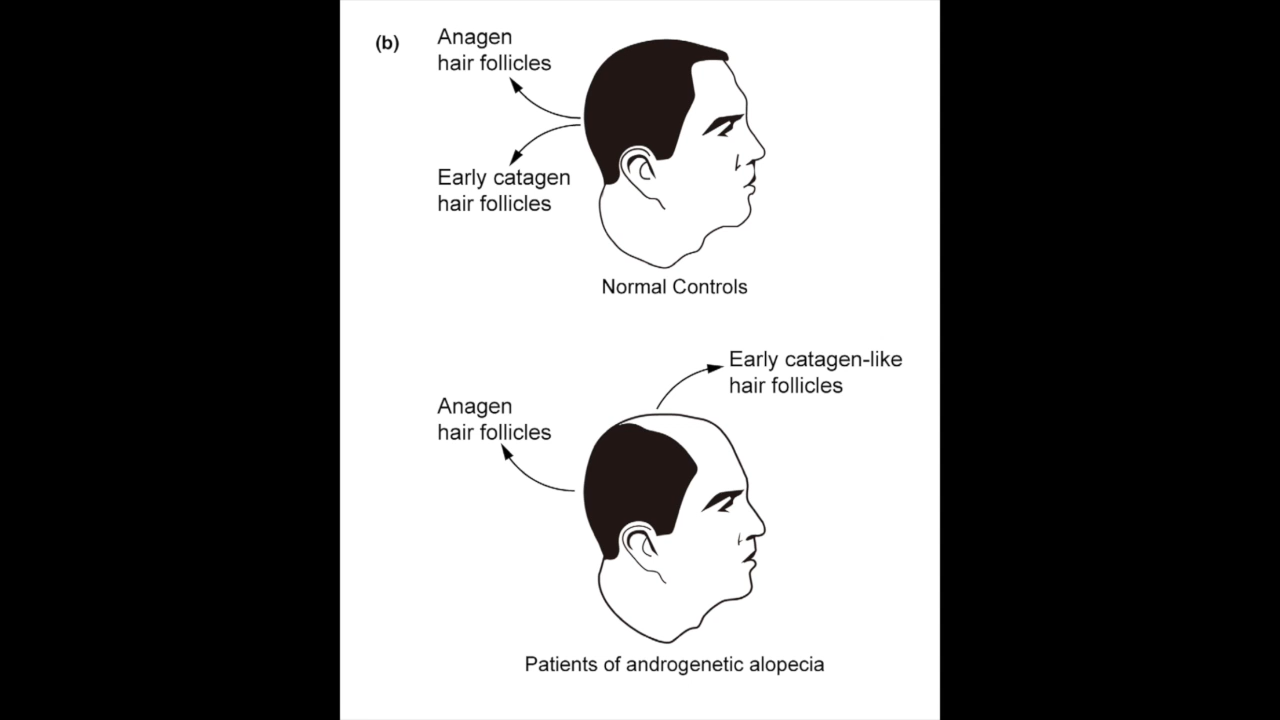 (b)
Anagen
hair follicles
Early catagen
hair follicles
Normal Controls
Early catagen-like
hair follicles
Anagen
hair follicles
Patients of androgenetic alopecia